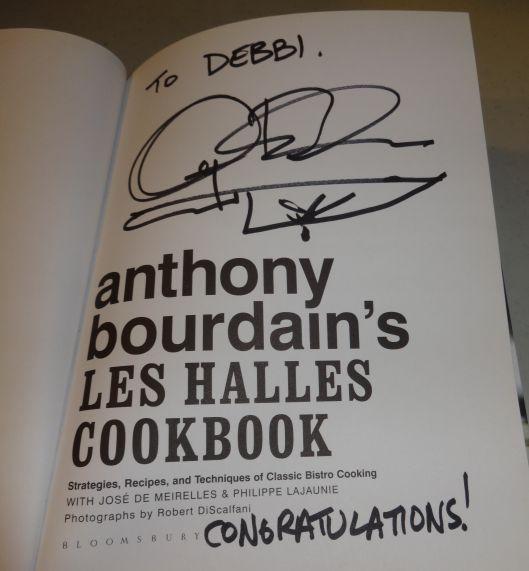 TO DEBBI.
anthony
bourdain's
LES HALLES
COOKBOOK
Strategies, Recipes, and Techniques of Classic Bistro Cooking
WITH JOSÉ DE MEIRELLES & PHILIPPE LAJAUNIE
Photographs by Robert DiScalfani
BLOOMSBURY
CONGRATULATIONS!